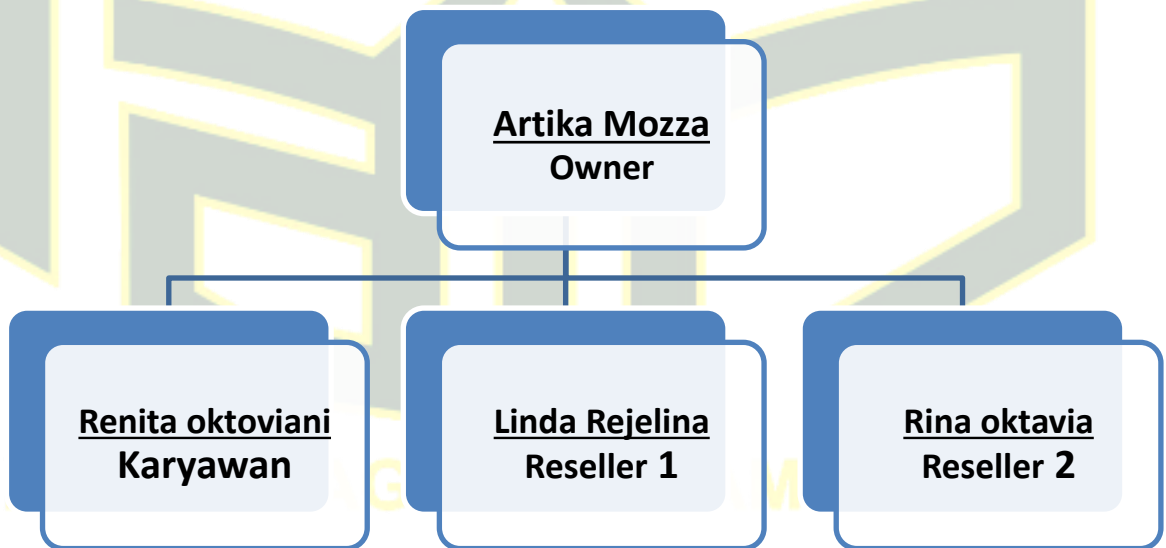 Artika Mozza
Owner
Renita oktoviani
Karyawan
Linda Rejelina
Reseller 1
Rina oktavia
Reseller 2